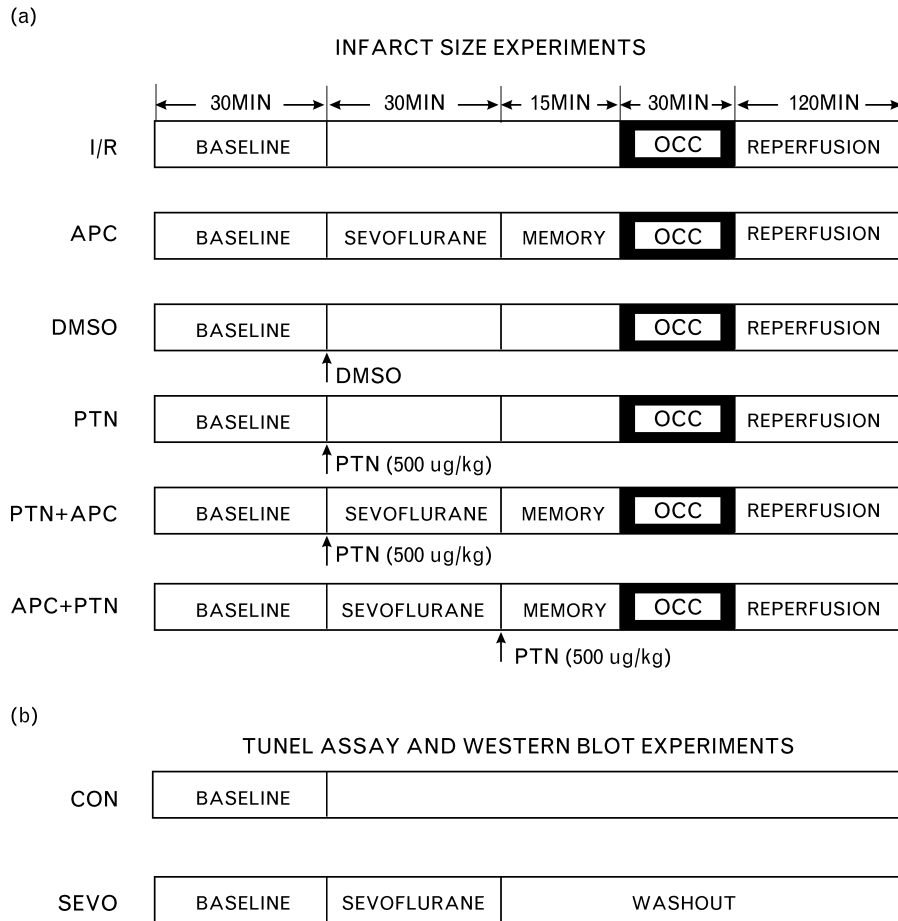 (a)
INFARCT SIZE EXPERIMENTS
30MIN 30MIN 15MIN 30MIN 120MIN
I/R BASELINE OCC REPERFUSION
APC BASELINE SEVOFLURANE MEMORY OCC REPERFUSION
DMSO BASELINE OCC REPERFUSION
DMSO
PTN BASELINE OCC REPERFUSION
PTN (500 ug/kg)
PTN+APC BASELINE SEVOFLURANE MEMORY OCC REPERFUSION
PTN (500 ug/kg)
APC+PTN BASELINE SEVOFLURANE MEMORY OCC REPERFUSION
PTN (500 ug/kg)
(b)
TUNEL ASSAY AND WESTERN BLOT EXPERIMENTS
CON BASELINE
SEVO BASELINE SEVOFLURANE WASHOUT